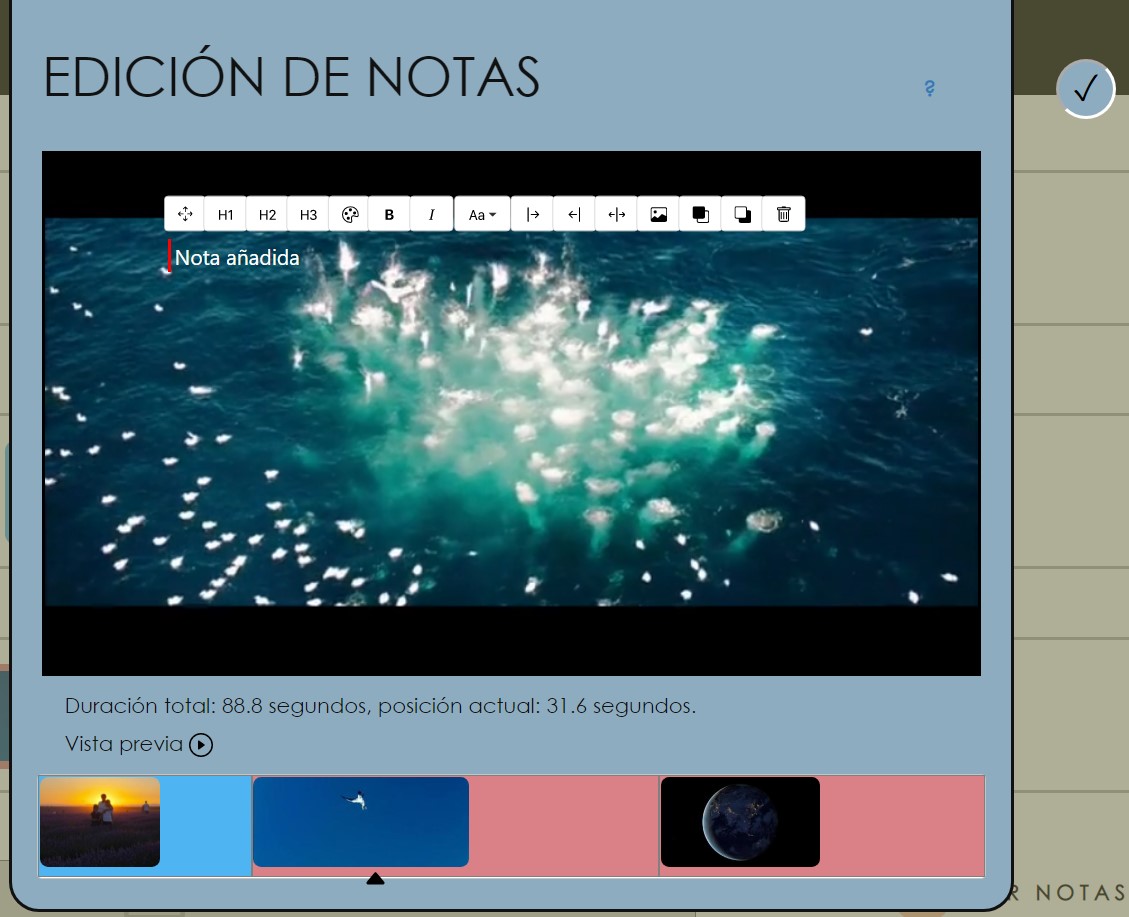 EDICIÓN DE NOTAS
?
H1 H2 H3 B I Aa
Nota añadida
Duración total: 88.8 segundos, posición actual: 31.6 segundos.
Vista previa
R NOTAS